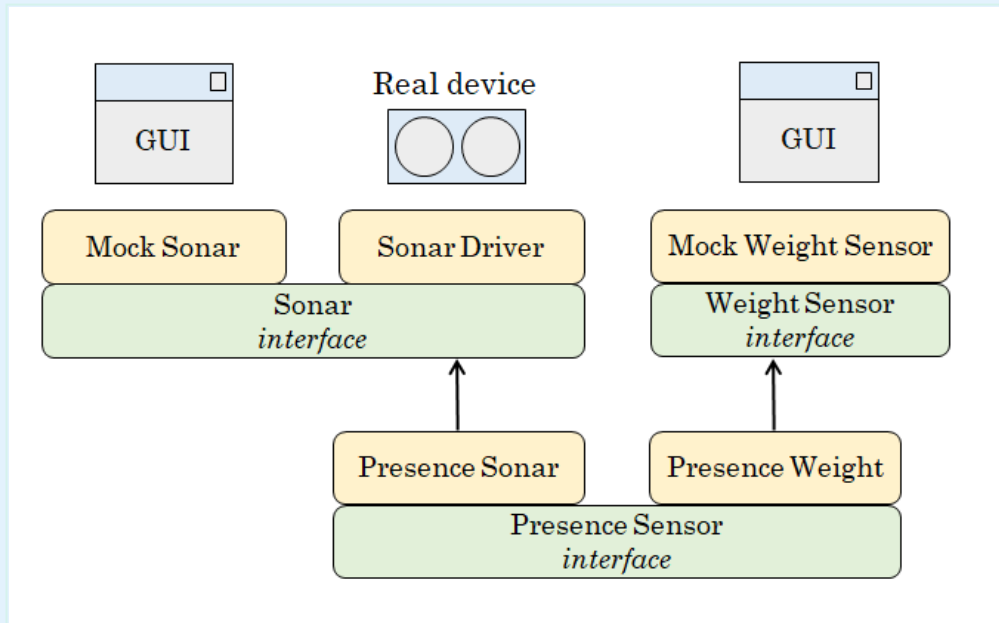 Real device
GUI
GUI
Mock Sonar
Sonar Driver
Mock Weight Sensor
Sonar
interface
Weight Sensor
interface
Presence Sonar
Presence Weight
Presence Sensor
interface